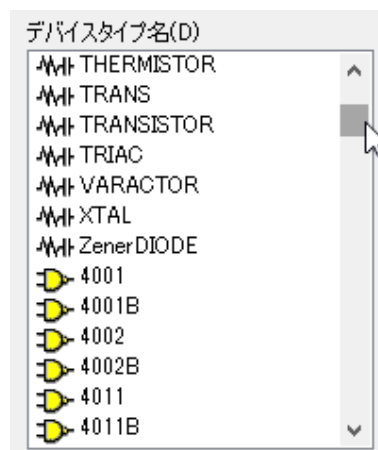 デバイスタイプ名(D)
THERMISTOR
TRANS
TRANSISTOR
TRIAC
VARACTOR
XTAL
ZenerDIODE
4001
4001B
4002
4002B
4011
4011B